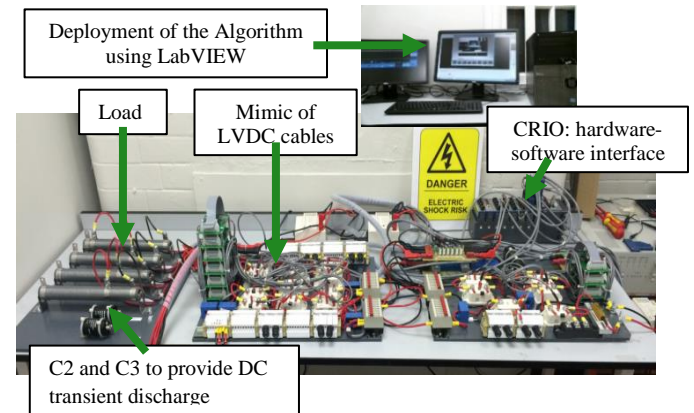 Deployment of the Algorithm
using LabVIEW
Load
Mimic of
LVDC cables
CRIO: hardware-
software interface
DANGER
ELECTRIC
SHOCK RISK
C2 and C3 to provide DC
transient discharge